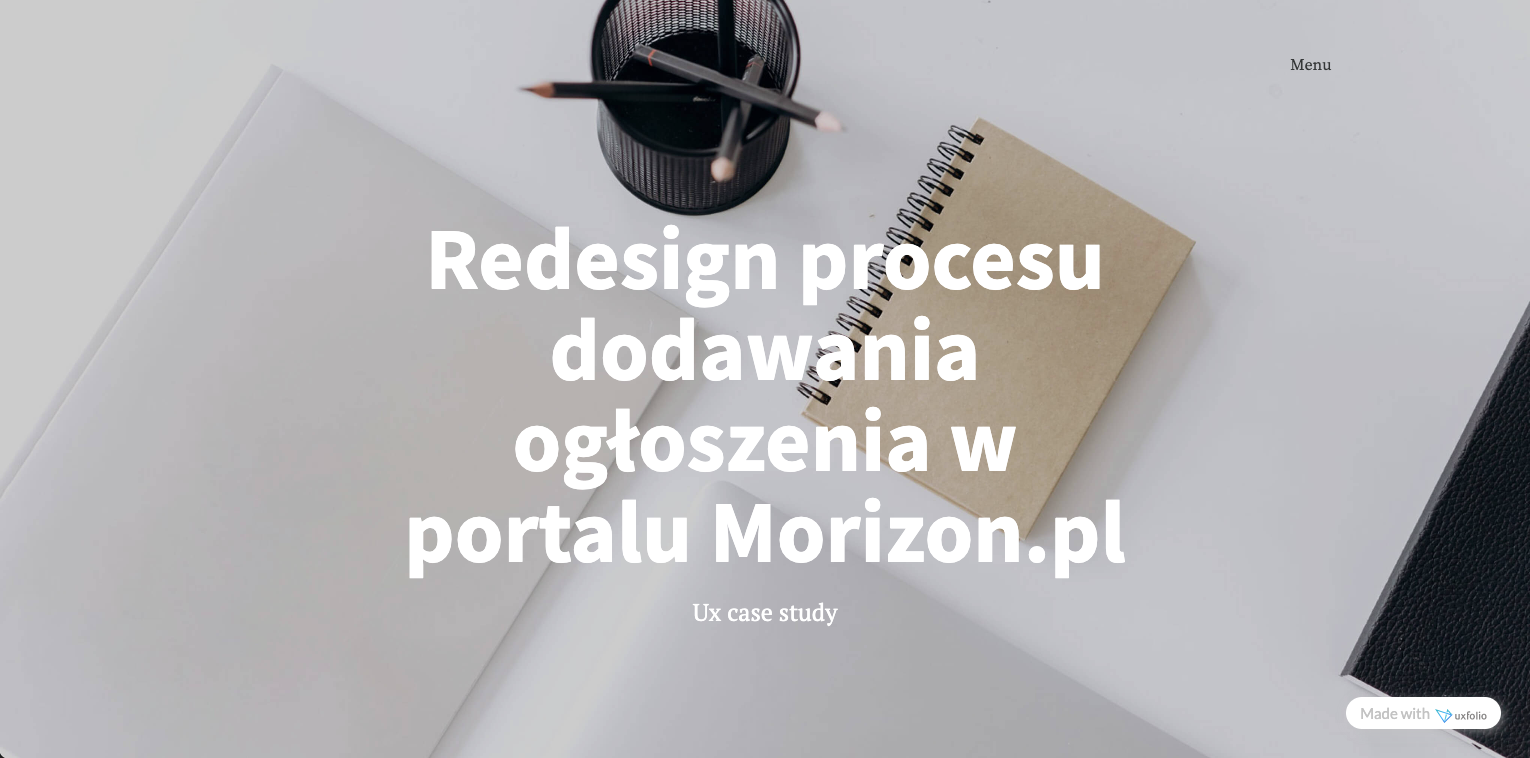 Menu
Redesign procesu
dodawania
ogłoszenia w
portalu Morizon.pl
Ux case study
Made with uxfolio